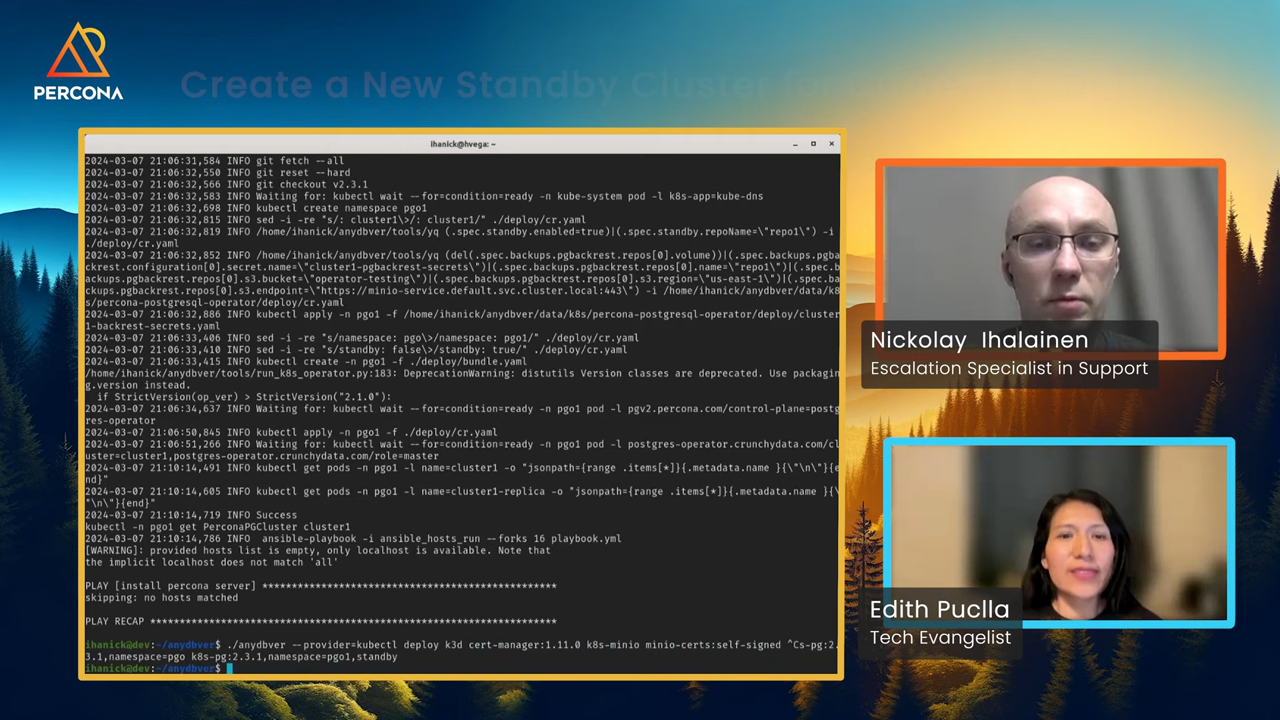 PERCONA
Create a New Standby Cluster
ihanick@hvega: ~
2024-03-07 21:06:31,584 INFO git fetch --all
2024-03-07 21:06:32,550 INFO git reset --hard
2024-03-07 21:06:32,566 INFO git checkout v2.3.1
2024-03-07 21:06:32,583 INFO Waiting for: kubectl wait --for=condition=ready -n kube-system pod -l k8s-app=kube-dns
2024-03-07 21:06:32,698 INFO kubectl create namespace pgo1
2024-03-07 21:06:32,815 INFO sed -i -re "s/: cluster1\>/: cluster1/" ./deploy/cr.yaml
2024-03-07 21:06:32,819 INFO /home/ihanick/anydbver/tools/yq (.spec.standby.enabled=true)|(.spec.standby.repoName=\"repo1\") -i
./deploy/cr.yaml
2024-03-07 21:06:32,852 INFO /home/ihanick/anydbver/tools/yq (del(.spec.backups.pgbackrest.repos[0].volume))|(.spec.backups.pgba
ckrest.configuration[0].secret.name=\"cluster1-pgbackrest-secrets\")|(.spec.backups.pgbackrest.repos[0].name=\"repo1\")|(.spec.b
ackups.pgbackrest.repos[0].s3.bucket=\"operator-testing\")|(.spec.backups.pgbackrest.repos[0].s3.region=\"us-east-1\")|(.spec.ba
ckups.pgbackrest.repos[0].s3.endpoint=\"https://minio-service.default.svc.cluster.local:443\") -i /home/ihanick/anydbver/data/k8
s/percona-postgresql-operator/deploy/cr.yaml
2024-03-07 21:06:32,886 INFO kubectl apply -n pgo1 -f /home/ihanick/anydbver/data/k8s/percona-postgresql-operator/deploy/cluster
1-backrest-secrets.yaml
2024-03-07 21:06:33,406 INFO sed -i -re "s/namespace: pgo\>/namespace: pgo1/" ./deploy/cr.yaml
2024-03-07 21:06:33,410 INFO sed -i -re "s/standby: false\>/standby: true/" ./deploy/cr.yaml
2024-03-07 21:06:33,415 INFO kubectl create -n pgo1 -f ./deploy/bundle.yaml
/home/ihanick/anydbver/tools/run_k8s_operator.py:183: DeprecationWarning: distutils Version classes are deprecated. Use packagin
g.version instead.
if StrictVersion(op_ver) > StrictVersion("2.1.0"):
2024-03-07 21:06:34,637 INFO Waiting for: kubectl wait --for=condition=ready -n pgo1 pod -l pgv2.percona.com/control-plane=postg
res-operator
2024-03-07 21:06:50,845 INFO kubectl apply -n pgo1 -f ./deploy/cr.yaml
2024-03-07 21:06:51,266 INFO Waiting for: kubectl wait --for=condition=ready -n pgo1 pod -l postgres-operator.crunchydata.com/cl
uster=cluster1,postgres-operator.crunchydata.com/role=master
2024-03-07 21:10:14,491 INFO kubectl get pods -n pgo1 -l name=cluster1 -o "jsonpath={range .items[*]}{.metadata.name }{\"\n\"}{e
nd}"
2024-03-07 21:10:14,605 INFO kubectl get pods -n pgo1 -l name=cluster1-replica -o "jsonpath={range .items[*]}{.metadata.name }{\
"\n\"}{end}"
2024-03-07 21:10:14,719 INFO Success
kubectl -n pgo1 get PerconaPGCluster cluster1
2024-03-07 21:10:14,786 INFO  ansible-playbook -i ansible_hosts_run --forks 16 playbook.yml
[WARNING]: provided hosts list is empty, only localhost is available. Note that
the implicit localhost does not match 'all'
PLAY [install percona server] **************************************************
skipping: no hosts matched
PLAY RECAP *********************************************************************
ihanick@dev:~/anydbver$ ./anydbver --provider=kubectl deploy k3d cert-manager:1.11.0 k8s-minio minio-certs:self-signed ^Cs-pg:2.
3.1,namespace=pgo k8s-pg:2.3.1,namespace=pgo1,standby
ihanick@dev:~/anydbver$
Nickolay Ihalainen
Escalation Specialist in Support
Edith Puclla
Tech Evangelist